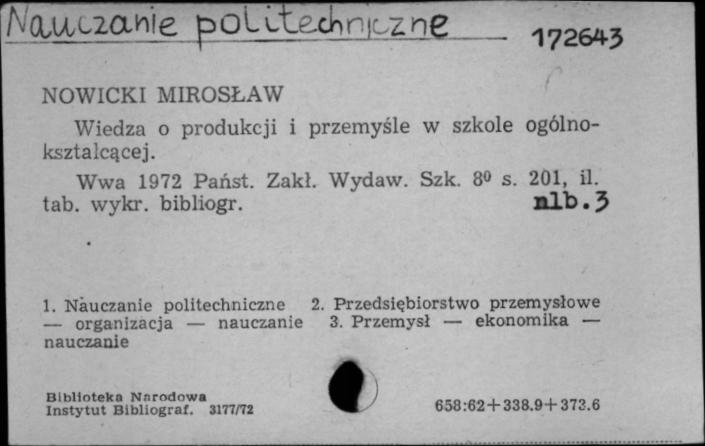 Nauczanie politechniczne
172643
NOWICKI MIROSŁAW
Wiedza o produkcji i przemyśle w szkole ogólno-
kształcącej.
Wwa 1972 Państ. Zakł. Wydaw. Szk. 8⁰ s. 201, il.
tab. wykr. bibliogr. nlb.3
1. Nauczanie politechniczne 2. Przedsiębiorstwo przemysłowe
— organizacja — nauczanie 3. Przemysł — ekonomika —
nauczanie
Biblioteka Narodowa
Instytut Bibliograf. 3177/72
658:62+338.9+373.6